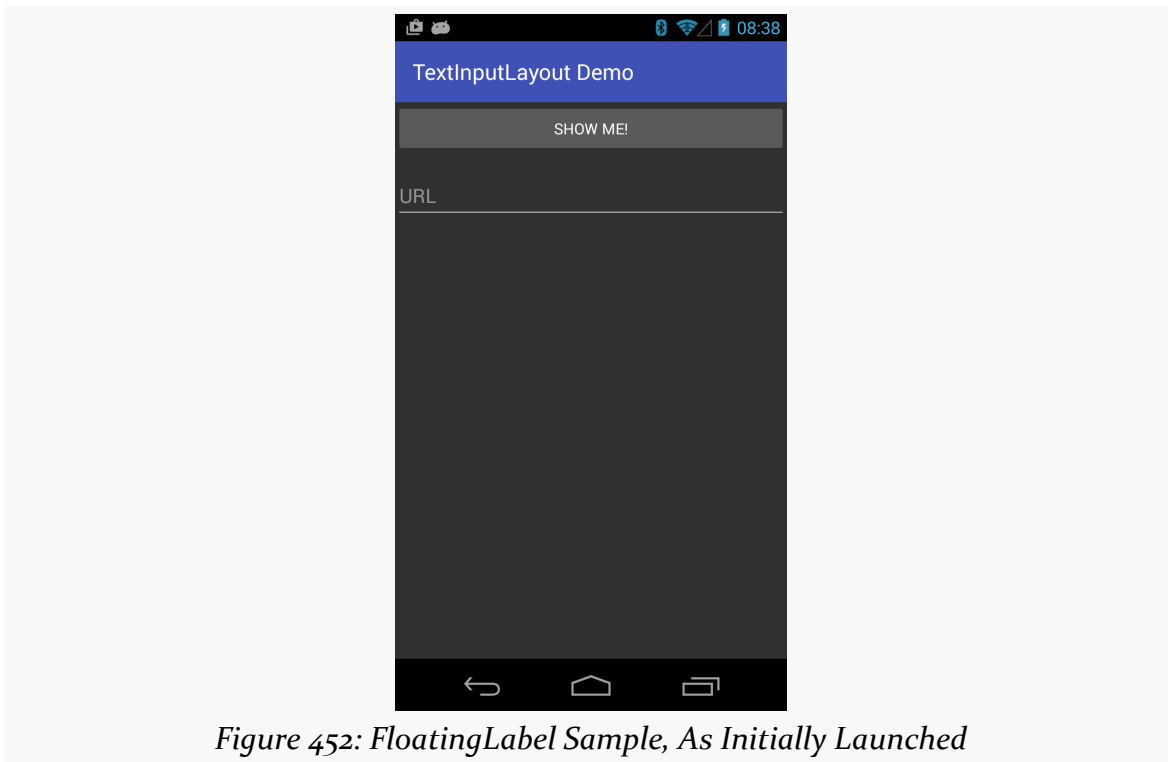 08:38
TextInputLayout Demo
SHOW ME!
URL
Figure 452: FloatingLabel Sample, As Initially Launched